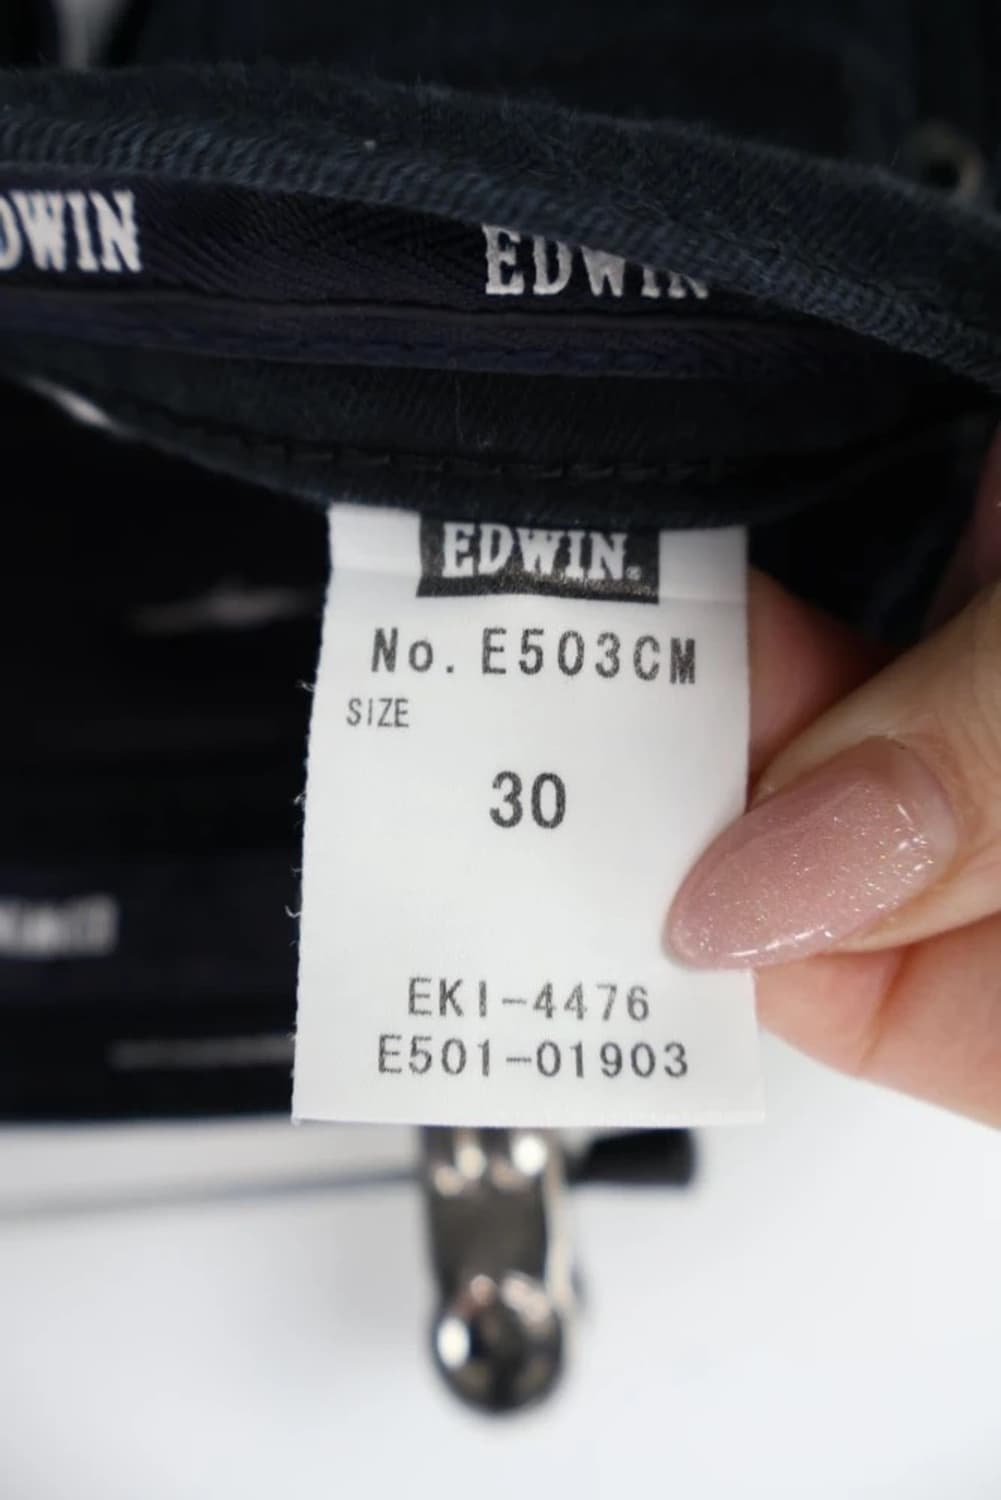 DWIN
EDWIN
EDWIN.
No. E503CM
SIZE
30
EKI-4476
E501-01903